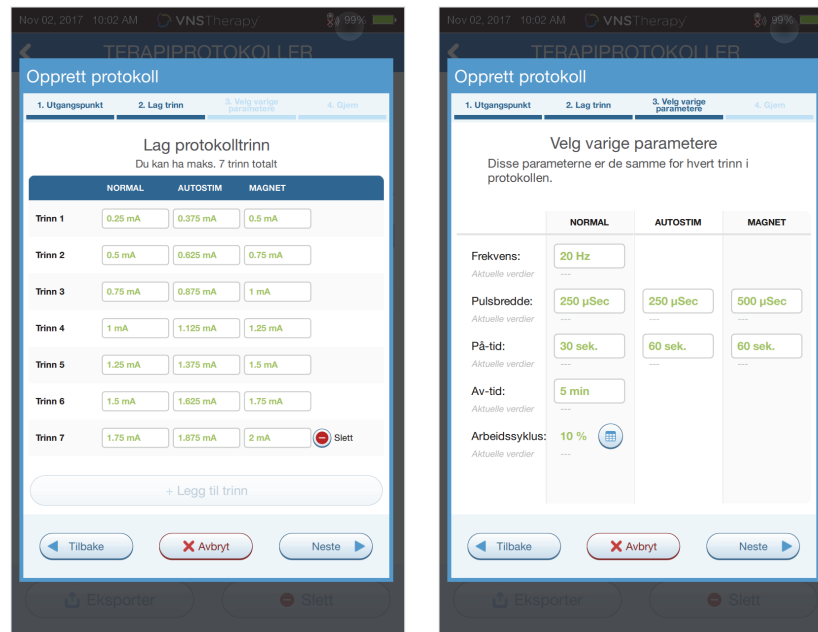 Nov 02, 2017 10:02 AM VNSTherapy 99%
TERAPIPROTOKOLLER
Opprett protokoll
1. Utgangspunkt 2. Lag trinn 3. Velg varige parametere 4. Gjem
Lag protokolltrinn
Du kan ha maks. 7 trinn totalt
NORMAL AUTOSTIM MAGNET
Trinn 1 0.25 mA 0.375 mA 0.5 mA
Trinn 2 0.5 mA 0.625 mA 0.75 mA
Trinn 3 0.75 mA 0.875 mA 1 mA
Trinn 4 1 mA 1.125 mA 1.25 mA
Trinn 5 1.25 mA 1.375 mA 1.5 mA
Trinn 6 1.5 mA 1.625 mA 1.75 mA
Trinn 7 1.75 mA 1.875 mA 2 mA Slett
+ Legg til trinn
Tilbake Avbryt Neste
Eksporter Slett
Nov 02, 2017 10:02 AM VNSTherapy 99%
TERAPIPROTOKOLLER
Opprett protokoll
1. Utgangspunkt 2. Lag trinn 3. Velg varige parametere 4. Gjem
Velg varige parametere
Disse parameterne er de samme for hvert trinn i
protokollen.
NORMAL AUTOSTIM MAGNET
Frekvens: 20 Hz
Aktuelle verdier ---
Pulsbredde: 250 µSec 250 µSec 500 µSec
Aktuelle verdier --- --- ---
På-tid: 30 sek. 60 sek. 60 sek.
Aktuelle verdier --- --- ---
Av-tid: 5 min
Aktuelle verdier ---
Arbeidssyklus: 10 %
Aktuelle verdier ---
Tilbake Avbryt Neste
Eksporter Slett